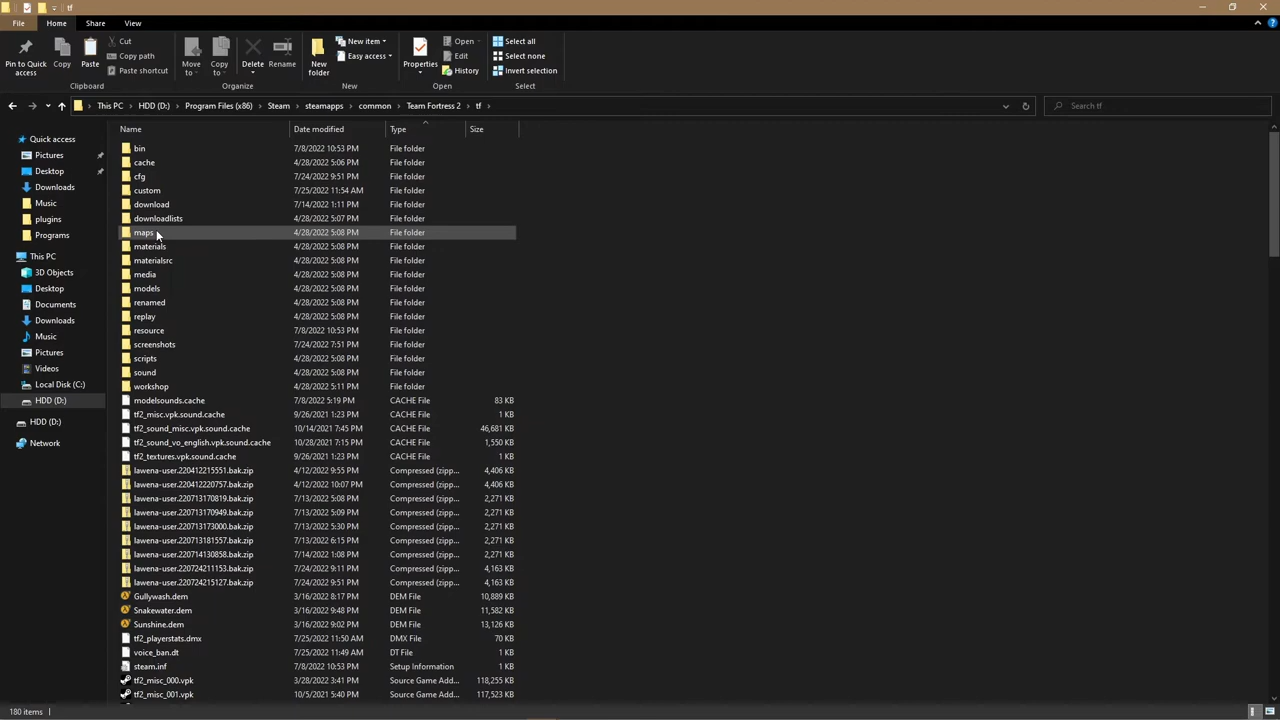 tf
File Home Share View
Pin to Quick access
Copy
Paste
Cut
Copy path
Paste shortcut
Clipboard
Move to
Copy to
Delete
Rename
Organize
New folder
New item
Easy access
New
Properties
Open
Edit
History
Open
Select all
Select none
Invert selection
Select
This PC HDD (D:) Program Files (x86) Steam steamapps common Team Fortress 2 tf
Search tf
Quick access
Pictures
Desktop
Downloads
Music
plugins
Programs
This PC
3D Objects
Desktop
Documents
Downloads
Music
Pictures
Videos
Local Disk (C:)
HDD (D:)
HDD (D:)
Network
Name Date modified Type Size
bin 7/8/2022 10:53 PM File folder
cache 4/28/2022 5:06 PM File folder
cfg 7/24/2022 9:51 PM File folder
custom 7/25/2022 11:54 AM File folder
download 7/14/2022 1:11 PM File folder
downloadlists 4/28/2022 5:07 PM File folder
maps 4/28/2022 5:08 PM File folder
materials 4/28/2022 5:08 PM File folder
materialsrc 4/28/2022 5:08 PM File folder
media 4/28/2022 5:08 PM File folder
models 4/28/2022 5:08 PM File folder
renamed 4/28/2022 5:08 PM File folder
replay 4/28/2022 5:08 PM File folder
resource 7/8/2022 10:53 PM File folder
screenshots 7/24/2022 7:51 PM File folder
scripts 4/28/2022 5:08 PM File folder
sound 4/28/2022 5:08 PM File folder
workshop 4/28/2022 5:11 PM File folder
modelsounds.cache 7/8/2022 5:19 PM CACHE File 83 KB
tf2_misc.vpk.sound.cache 9/26/2021 1:23 PM CACHE File 1 KB
tf2_sound_misc.vpk.sound.cache 10/14/2021 7:45 PM CACHE File 46,681 KB
tf2_sound_vo_english.vpk.sound.cache 10/28/2021 7:15 PM CACHE File 1,550 KB
tf2_textures.vpk.sound.cache 9/26/2021 1:23 PM CACHE File 1 KB
lawena-user.220412215551.bak.zip 4/12/2022 9:55 PM Compressed (zipp... 4,406 KB
lawena-user.220412220757.bak.zip 4/12/2022 10:07 PM Compressed (zipp... 4,406 KB
lawena-user.220713170819.bak.zip 7/13/2022 5:08 PM Compressed (zipp... 2,271 KB
lawena-user.220713170949.bak.zip 7/13/2022 5:09 PM Compressed (zipp... 2,271 KB
lawena-user.220713173000.bak.zip 7/13/2022 5:30 PM Compressed (zipp... 2,271 KB
lawena-user.220713181557.bak.zip 7/13/2022 6:15 PM Compressed (zipp... 2,271 KB
lawena-user.220714130858.bak.zip 7/14/2022 1:08 PM Compressed (zipp... 2,271 KB
lawena-user.220724211153.bak.zip 7/24/2022 9:11 PM Compressed (zipp... 4,163 KB
lawena-user.220724215127.bak.zip 7/24/2022 9:51 PM Compressed (zipp... 4,163 KB
Gullywash.dem 3/16/2022 8:17 PM DEM File 10,889 KB
Snakewater.dem 3/16/2022 9:48 PM DEM File 11,582 KB
Sunshine.dem 3/16/2022 9:02 PM DEM File 13,126 KB
tf2_playerstats.dmx 7/25/2022 11:50 AM DMX File 70 KB
voice_ban.dt 7/25/2022 11:49 AM DT File 1 KB
steam.inf 7/8/2022 10:53 PM Setup Information 1 KB
tf2_misc_000.vpk 3/28/2022 3:41 PM Source Game Add... 118,255 KB
tf2_misc_001.vpk 10/5/2021 5:40 PM Source Game Add... 117,523 KB
180 items